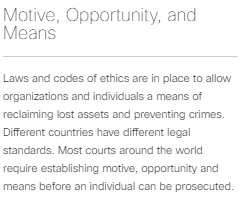 Motive, Opportunity, and
Means
Laws and codes of ethics are in place to allow
organizations and individuals a means of
reclaiming lost assets and preventing crimes.
Different countries have different legal
standards. Most courts around the world
require establishing motive, opportunity and
means before an individual can be prosecuted.